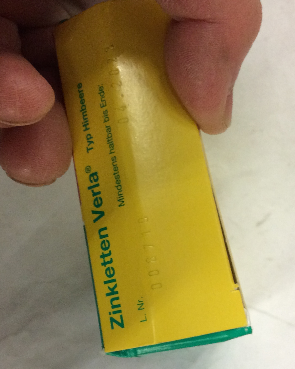 Zinkletten Verla® Typ Himbeere
Mindestens haltbar bis Ende:
L. Nr.